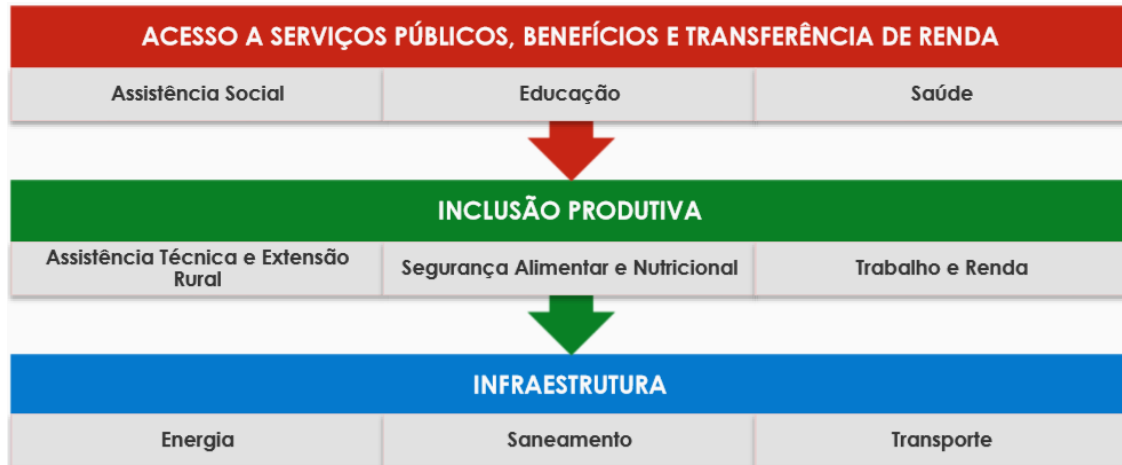 ACESSO A SERVIÇOS PÚBLICOS, BENEFÍCIOS E TRANSFERÊNCIA DE RENDA
Assistência Social
Educação
Saúde
INCLUSÃO PRODUTIVA
Assistência Técnica e Extensão
Rural
Segurança Alimentar e Nutricional
Trabalho e Renda
INFRAESTRUTURA
Energia
Saneamento
Transporte